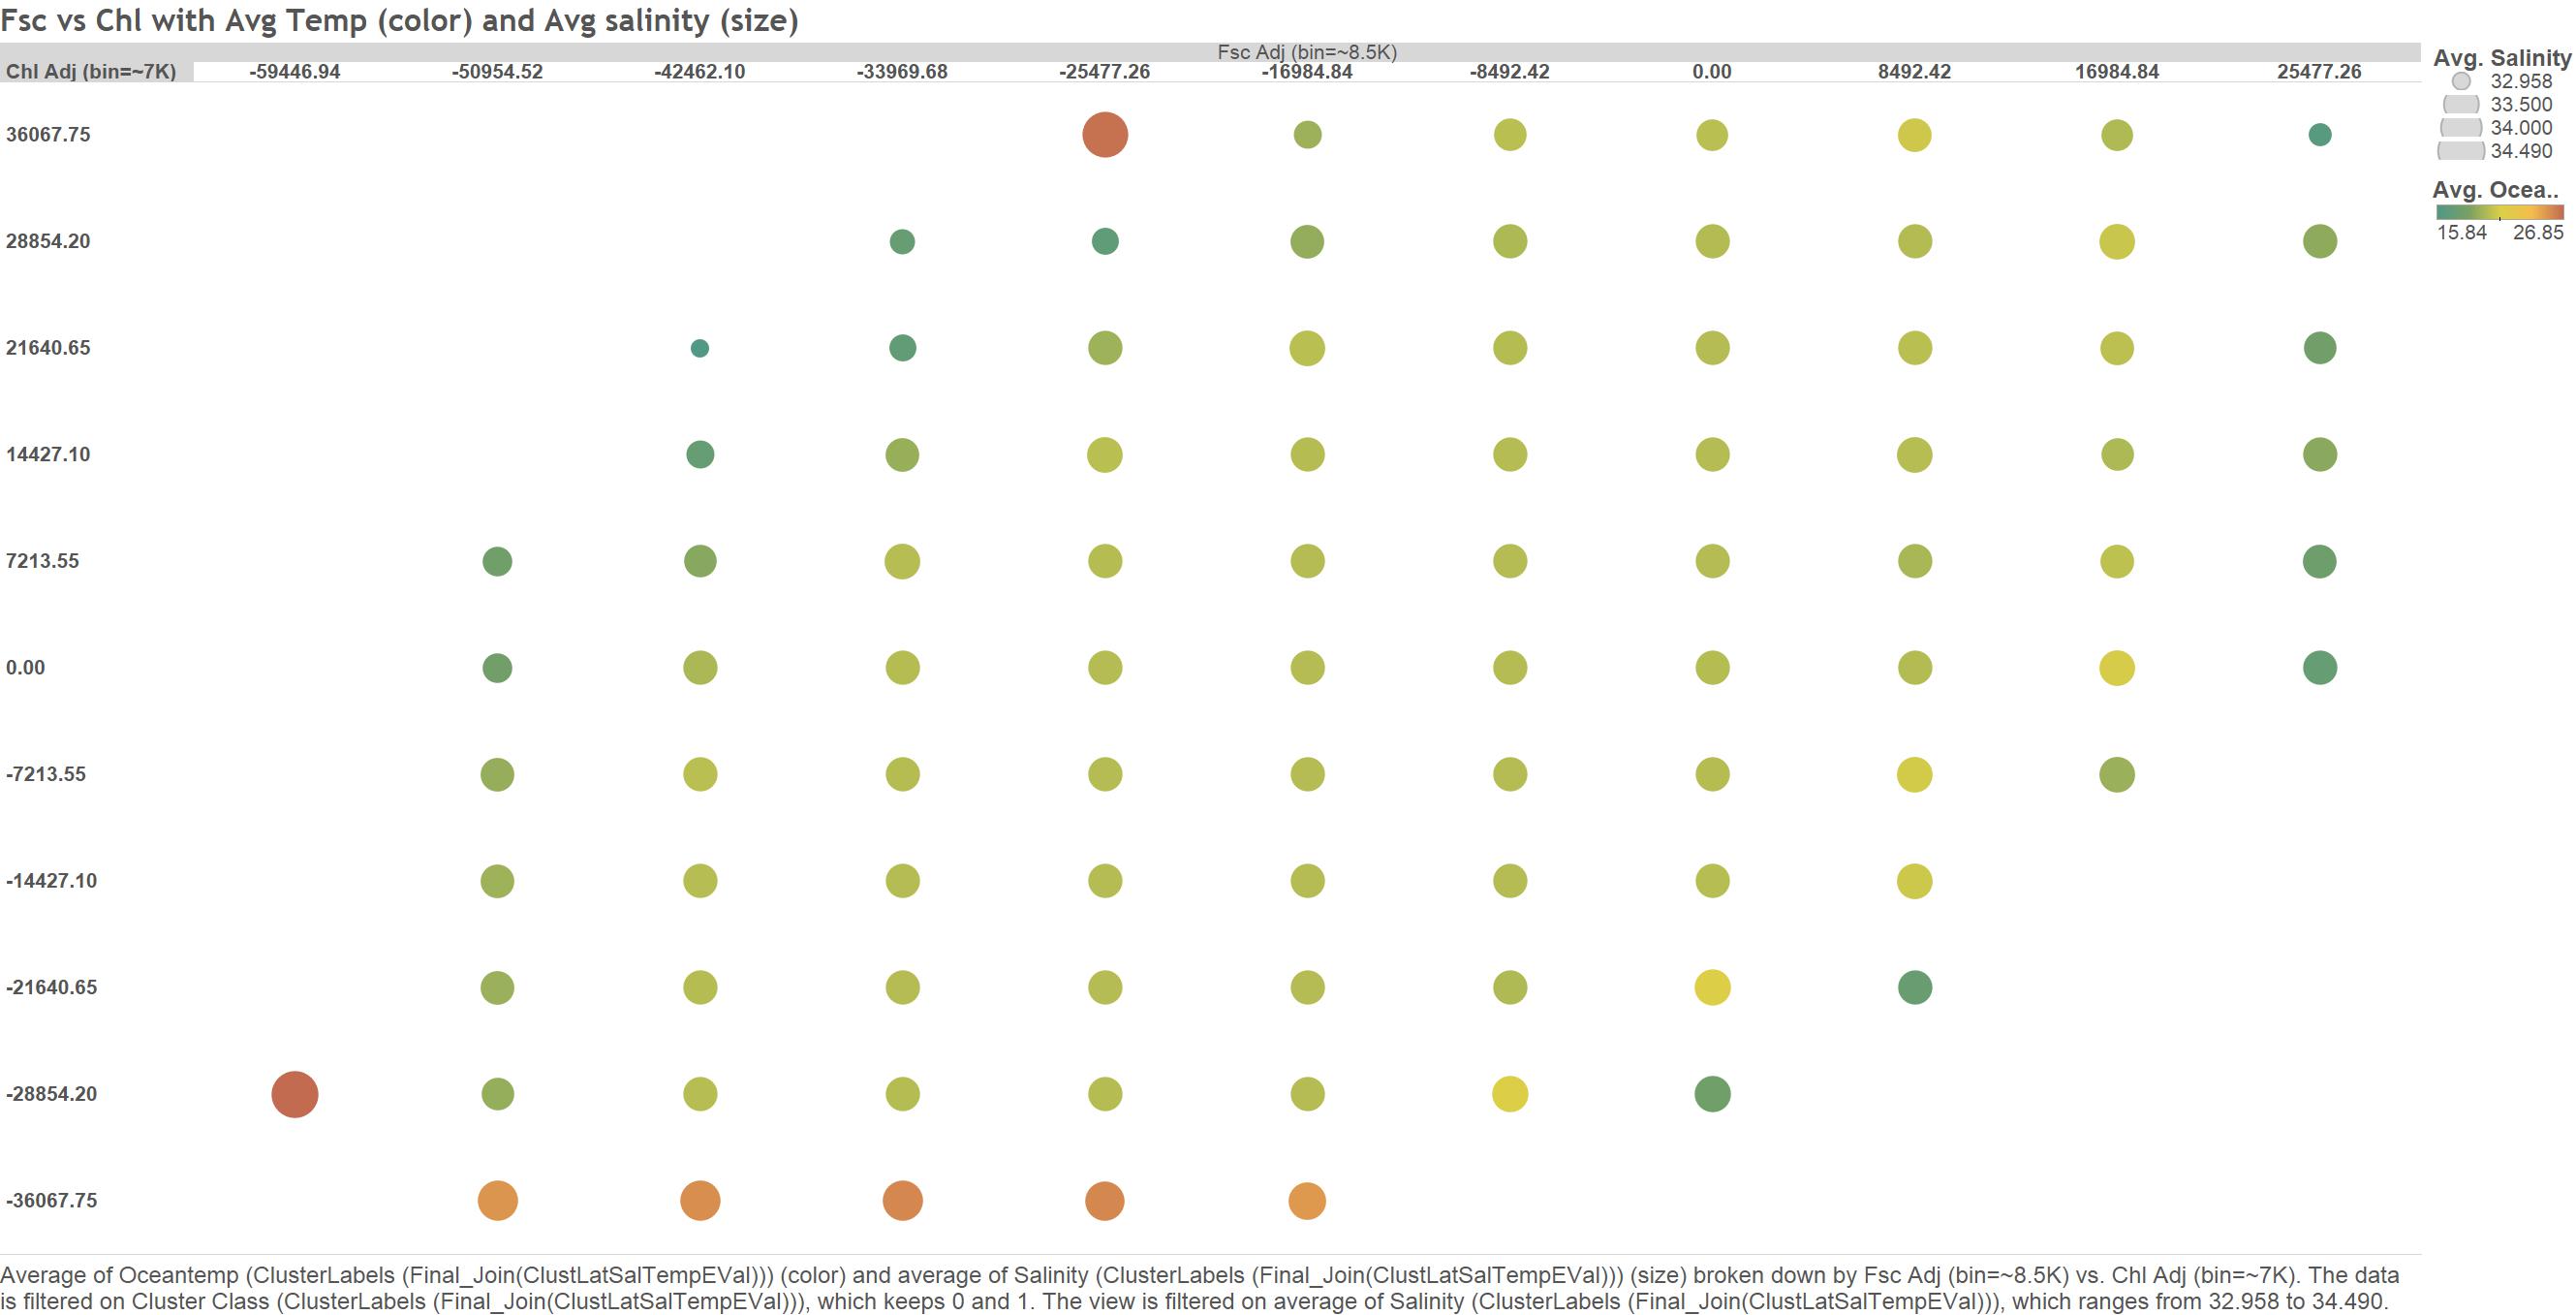 Fsc vs Chl with Avg Temp (color) and Avg salinity (size)
Fsc Adj (bin=~8.5K)
Chl Adj (bin=~7K) -59446.94 -50954.52 -42462.10 -33969.68 -25477.26 -16984.84 -8492.42 0.00 8492.42 16984.84 25477.26
36067.75
28854.20
21640.65
14427.10
7213.55
0.00
-7213.55
-14427.10
-21640.65
-28854.20
-36067.75
Avg. Salinity
32.958
33.500
34.000
34.490
Avg. Ocea..
15.84 26.85
Average of Oceantemp (ClusterLabels (Final_Join(ClustLatSalTempEVal))) (color) and average of Salinity (ClusterLabels (Final_Join(ClustLatSalTempEVal))) (size) broken down by Fsc Adj (bin=~8.5K) vs. Chl Adj (bin=~7K). The data
is filtered on Cluster Class (ClusterLabels (Final_Join(ClustLatSalTempEVal))), which keeps 0 and 1. The view is filtered on average of Salinity (ClusterLabels (Final_Join(ClustLatSalTempEVal))), which ranges from 32.958 to 34.490.